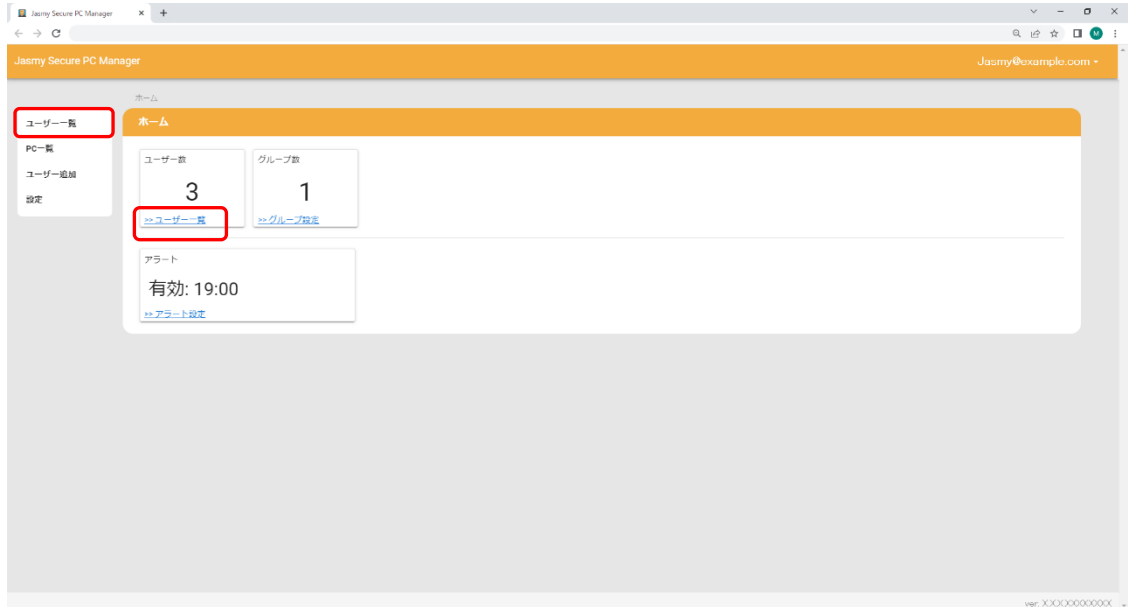 Jasmy Secure PC Manager
M
Jasmy Secure PC Manager
Jasmy@example.com
ホーム
ユーザー一覧
PC一覧
ユーザー追加
設定
ホーム
ユーザー数
3
>> ユーザー一覧
グループ数
1
>> グループ設定
アラート
有効: 19:00
>> アラート設定
ver. XXXXXXXXXXX